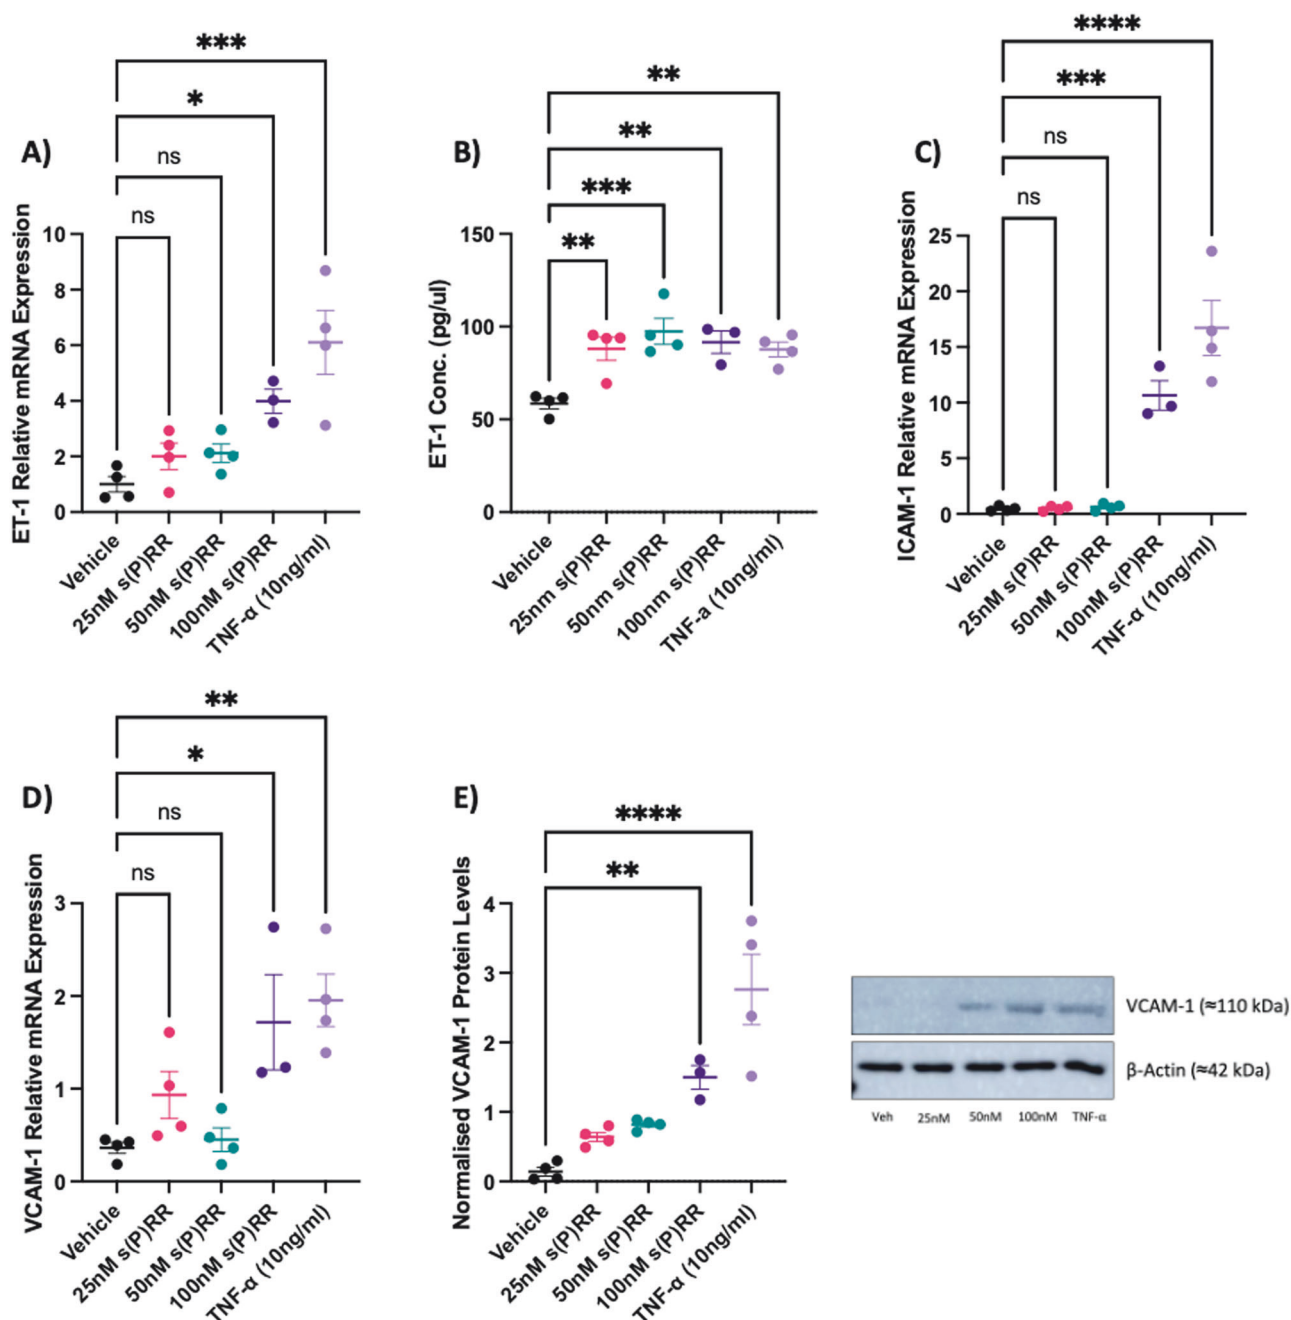 A)
***
*
ns
ns
ET-1 Relative mRNA Expression
10
8
6
4
2
0
Vehicle
25nM s(P)RR
50nM s(P)RR
100nM s(P)RR
TNF-α (10ng/ml)
B)
**
**
***
**
ET-1 Conc. (pg/ul)
150
100
50
0
Vehicle
25nm s(P)RR
50nm s(P)RR
100nm s(P)RR
TNF-a (10ng/ml)
C)
****
***
ns
ns
ICAM-1 Relative mRNA Expression
25
20
15
10
5
0
Vehicle
25nM s(P)RR
50nM s(P)RR
100nM s(P)RR
TNF-α (10ng/ml)
D)
**
*
ns
ns
VCAM-1 Relative mRNA Expression
3
2
1
0
Vehicle
25nM s(P)RR
50nM s(P)RR
100nM s(P)RR
TNF-α (10ng/ml)
E)
****
**
Normalised VCAM-1 Protein Levels
4
3
2
1
0
Vehicle
25nM s(P)RR
50nM s(P)RR
100nM s(P)RR
TNF-α (10ng/ml)
VCAM-1 (≈110 kDa)
β-Actin (≈42 kDa)
Veh 25nM 50nM 100nM TNF-α